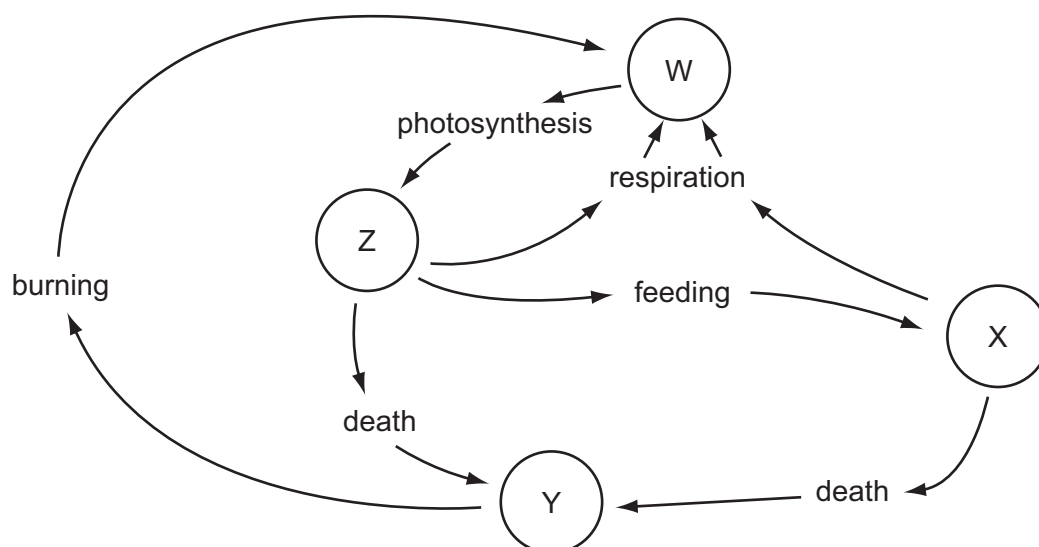 W
photosynthesis
respiration
Z
burning
feeding
X
death
death
Y